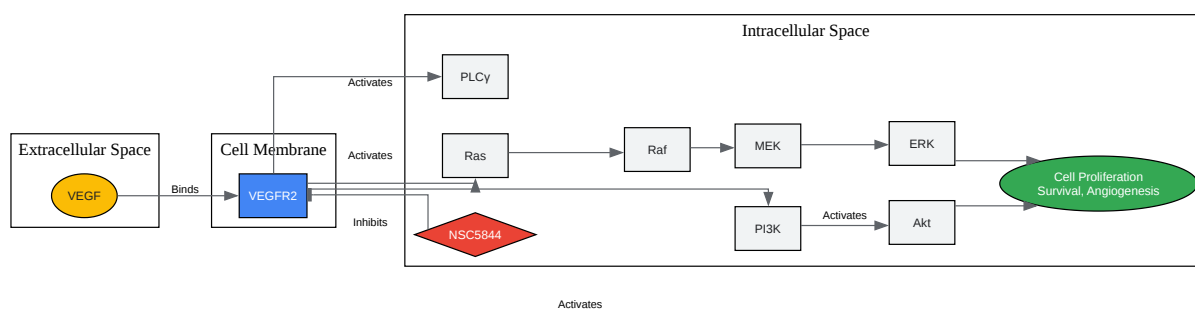 Intracellular Space
PLCγ
Activates
Extracellular Space
Cell Membrane
Activates
Ras
Raf
MEK
ERK
VEGF
Binds
VEGFR2
Cell Proliferation
Survival, Angiogenesis
Inhibits
NSC5844
PI3K
Activates
Akt
Activates